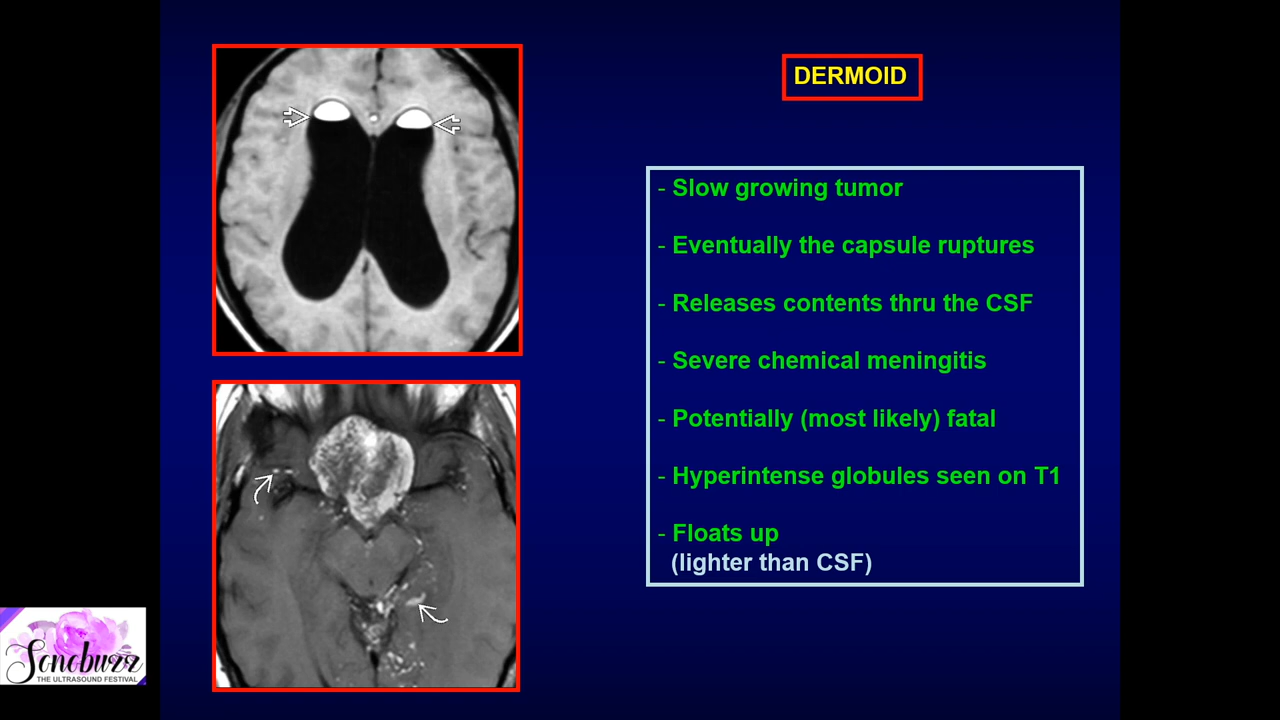 DERMOID
- Slow growing tumor
- Eventually the capsule ruptures
- Releases contents thru the CSF
- Severe chemical meningitis
- Potentially (most likely) fatal
- Hyperintense globules seen on T1
- Floats up
(lighter than CSF)
Sonobuzz
THE ULTRASOUND FESTIVAL